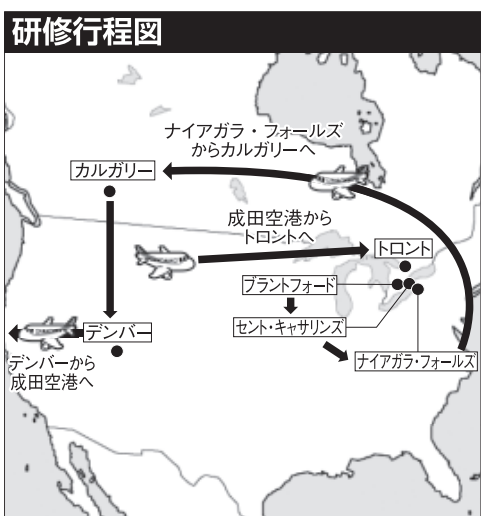 研修行程図
ナイアガラ・フォールズ
からカルガリーへ
カルガリー
成田空港から
トロントへ
トロント
ブラントフォード
セント・キャサリンズ
ナイアガラ・フォールズ
デンバー
デンバーから
成田空港へ